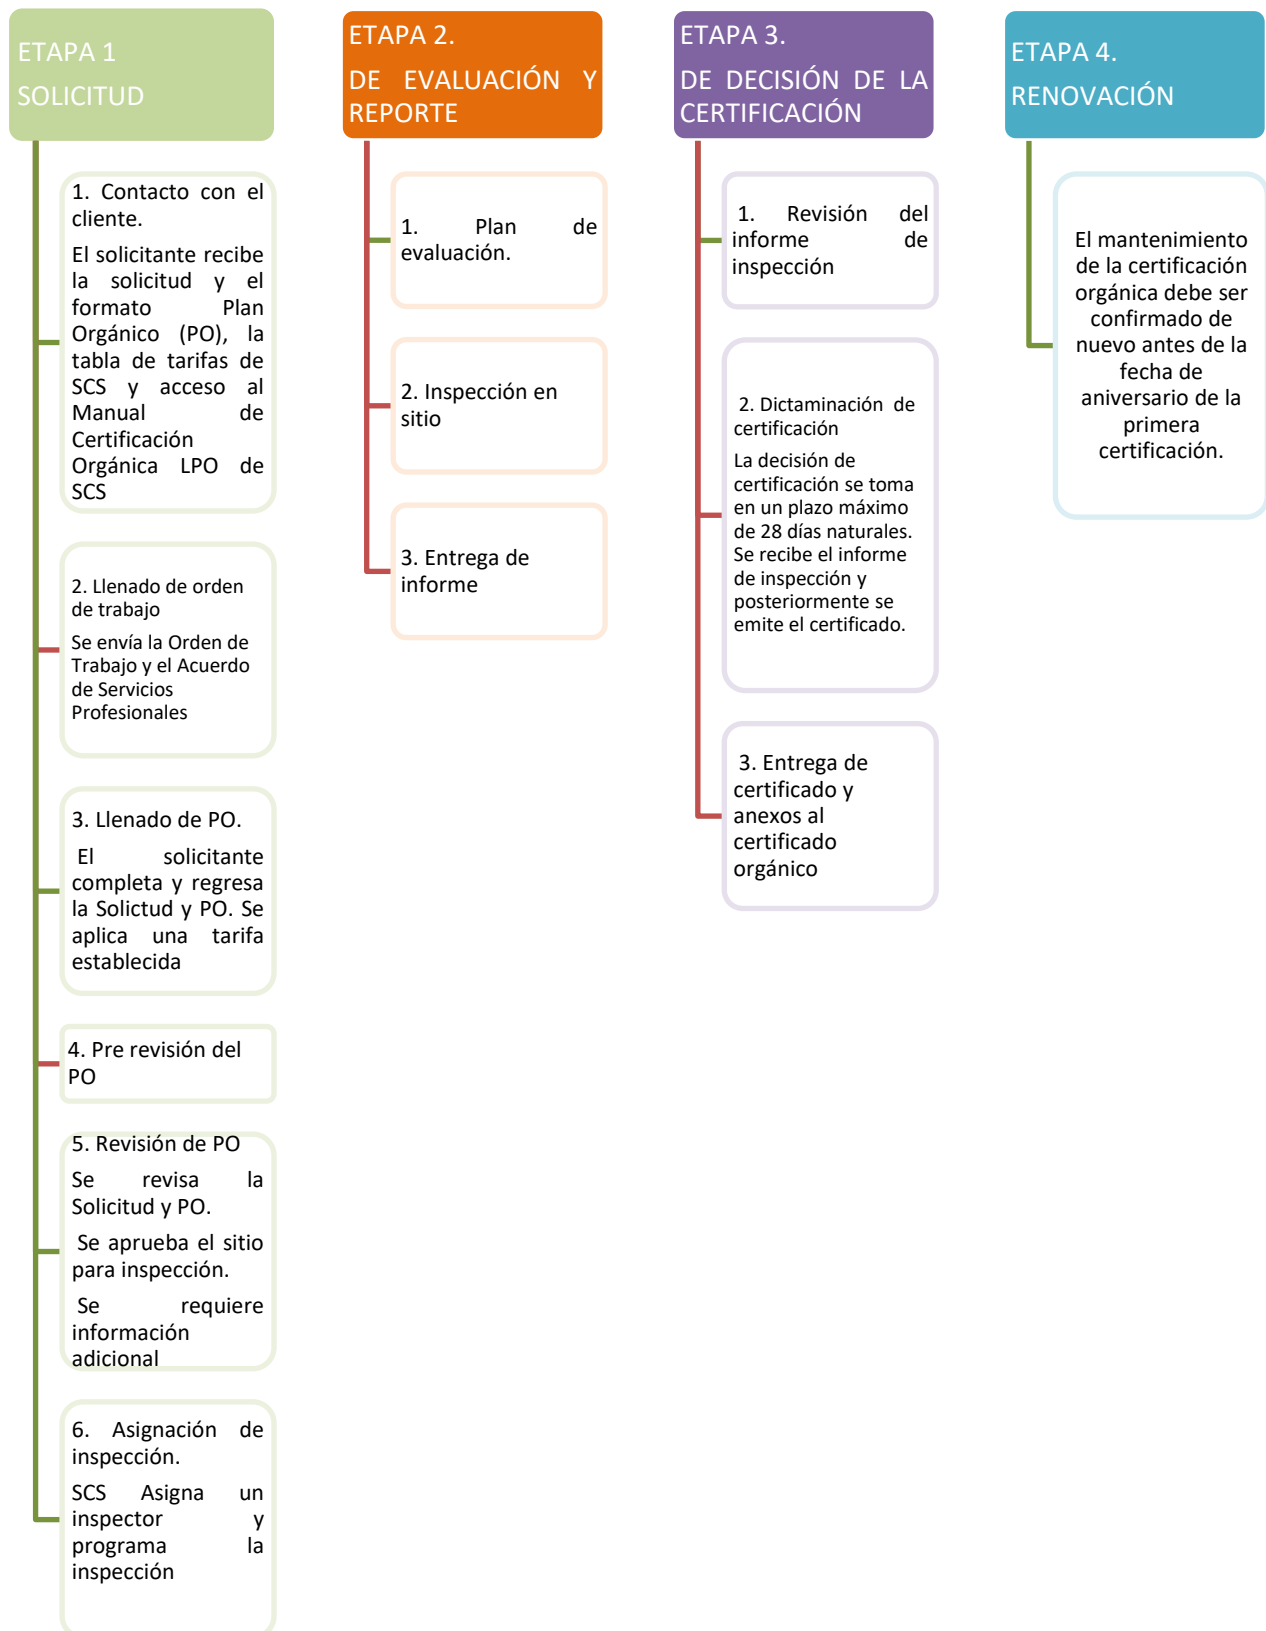 ETAPA 1
SOLICITUD
1. Contacto con el
cliente.
El solicitante recibe
la solicitud y el
formato Plan
Orgánico (PO), la
tabla de tarifas de
SCS y acceso al
Manual de
Certificación
Orgánica LPO de
SCS
2. Llenado de orden
de trabajo
Se envía la Orden de
Trabajo y el Acuerdo
de Servicios
Profesionales
3. Llenado de PO.
El solicitante
completa y regresa
la Solictud y PO. Se
aplica una tarifa
establecida
4. Pre revisión del
PO
5. Revisión de PO
Se revisa la
Solicitud y PO.
Se aprueba el sitio
para inspección.
Se requiere
información
adicional
6. Asignación de
inspección.
SCS Asigna un
inspector y
programa la
inspección
ETAPA 2.
DE EVALUACIÓN Y
REPORTE
1. Plan de
evaluación.
2. Inspección en
sitio
3. Entrega de
informe
ETAPA 3.
DE DECISIÓN DE LA
CERTIFICACIÓN
1. Revisión del
informe de
inspección
2. Dictaminación de
certificación
La decisión de
certificación se toma
en un plazo máximo
de 28 días naturales.
Se recibe el informe
de inspección y
posteriormente se
emite el certificado.
3. Entrega de
certificado y
anexos al
certificado
orgánico
ETAPA 4.
RENOVACIÓN
El mantenimiento
de la certificación
orgánica debe ser
confirmado de
nuevo antes de la
fecha de
aniversario de la
primera
certificación.